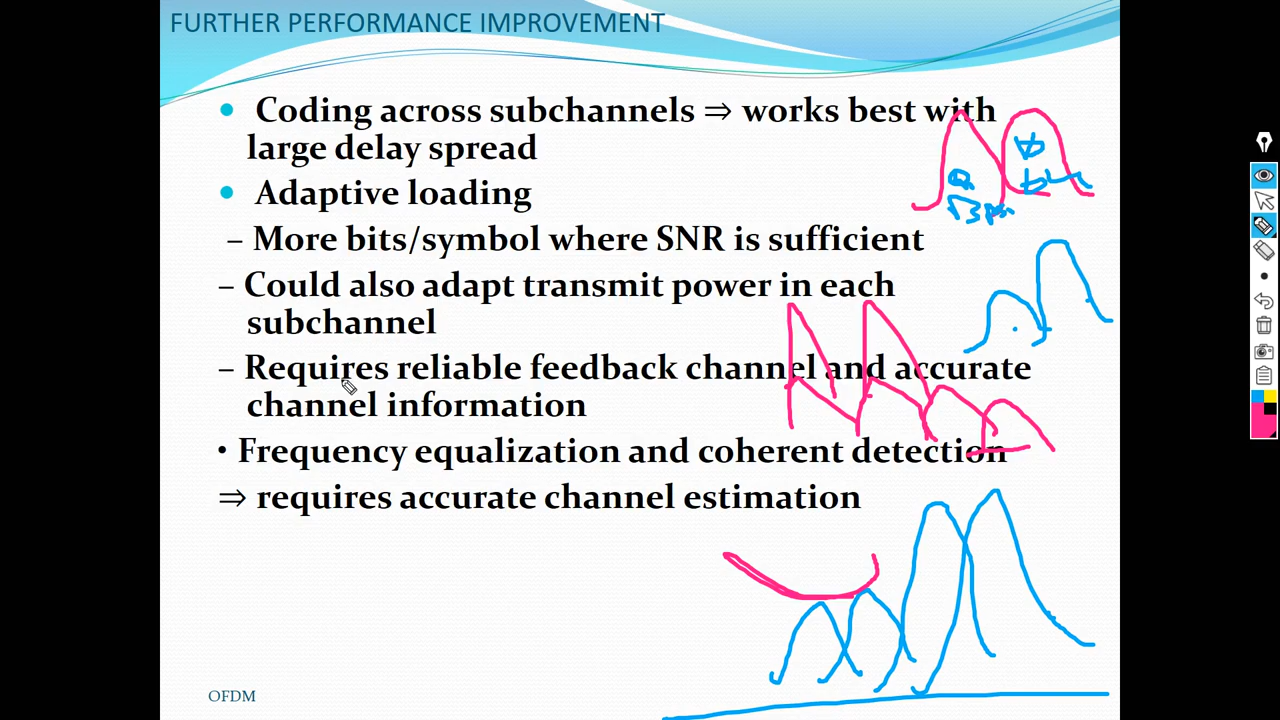 FURTHER PERFORMANCE IMPROVEMENT
• Coding across subchannels ⇒ works best with
large delay spread
• Adaptive loading
– More bits/symbol where SNR is sufficient
– Could also adapt transmit power in each
subchannel
– Requires reliable feedback channel and accurate
channel information
• Frequency equalization and coherent detection
⇒ requires accurate channel estimation
OFDM